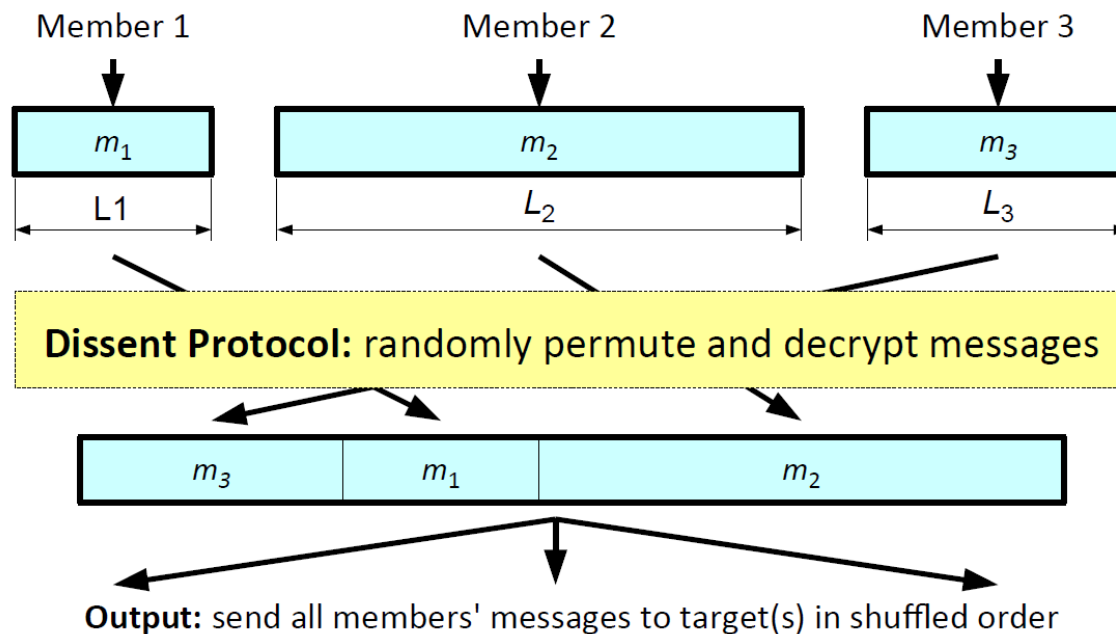 Member 1 Member 2 Member 3
m₁ m₂ m₃
L1 L₂ L₃
Dissent Protocol: randomly permute and decrypt messages
m₃ m₁ m₂
Output: send all members' messages to target(s) in shuffled order